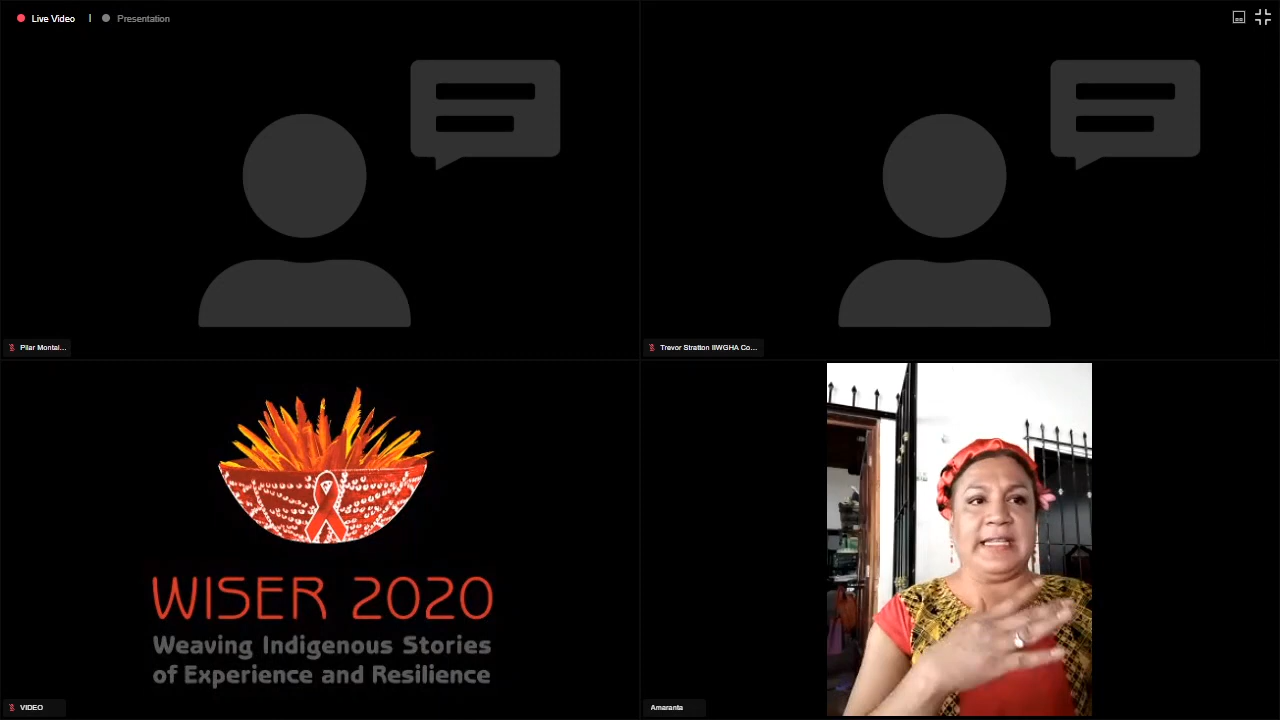 Live Video
Presentation
Pilar Montal...
Trevor Stratton IIWGHA Co...
WISER 2020
Weaving Indigenous Stories
of Experience and Resilience
VIDEO
Amaranta